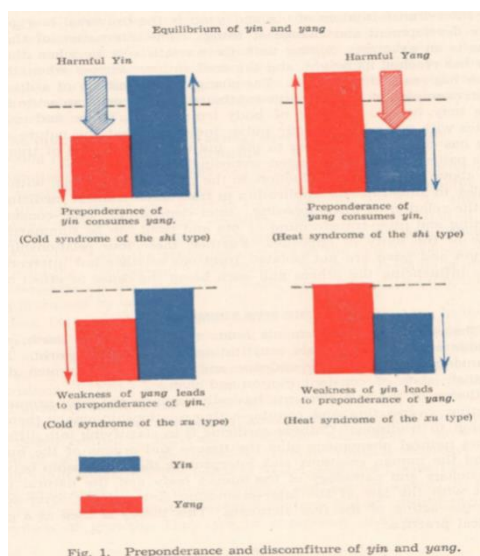 Equilibrium of yin and yang
Harmful Yin
Harmful Yang
Preponderance of
yin consumes yang.
(Cold syndrome of the shi type)
Preponderance of
yang consumes yin.
(Heat syndrome of the shi type)
Weakness of yang leads
to preponderance of yin.
(Cold syndrome of the xu type)
Weakness of yin leads
to preponderance of yang.
(Heat syndrome of the xu type)
Yin
Yang
Fig. 1. Preponderance and discomfiture of yin and yang.